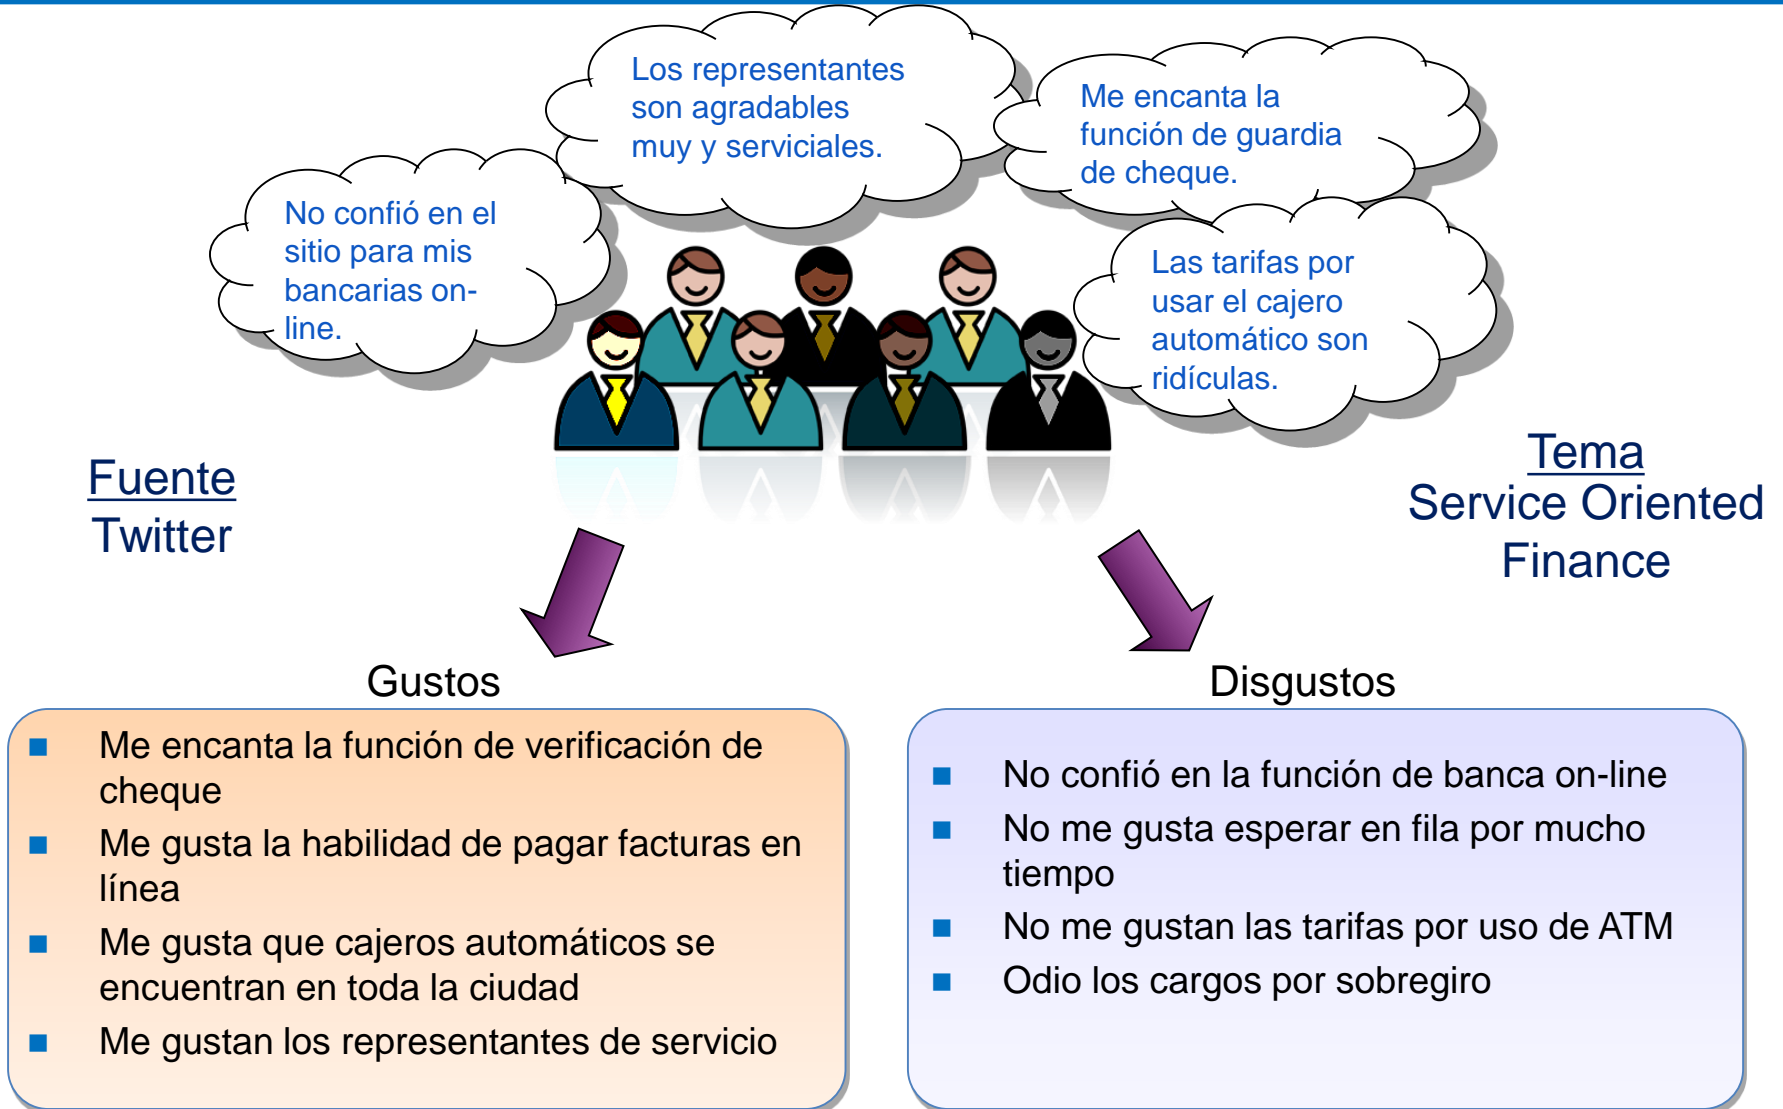 Los representantes
son agradables
muy y serviciales.
Me encanta la
función de guardia
de cheque.
No confió en el
sitio para mis
bancarias on-
line.
Las tarifas por
usar el cajero
automático son
ridículas.
Fuente
Twitter
Tema
Service Oriented
Finance
Gustos
Me encanta la función de verificación de
cheque
Me gusta la habilidad de pagar facturas en
línea
Me gusta que cajeros automáticos se
encuentran en toda la ciudad
Me gustan los representantes de servicio
Disgustos
No confió en la función de banca on-line
No me gusta esperar en fila por mucho
tiempo
No me gustan las tarifas por uso de ATM
Odio los cargos por sobregiro